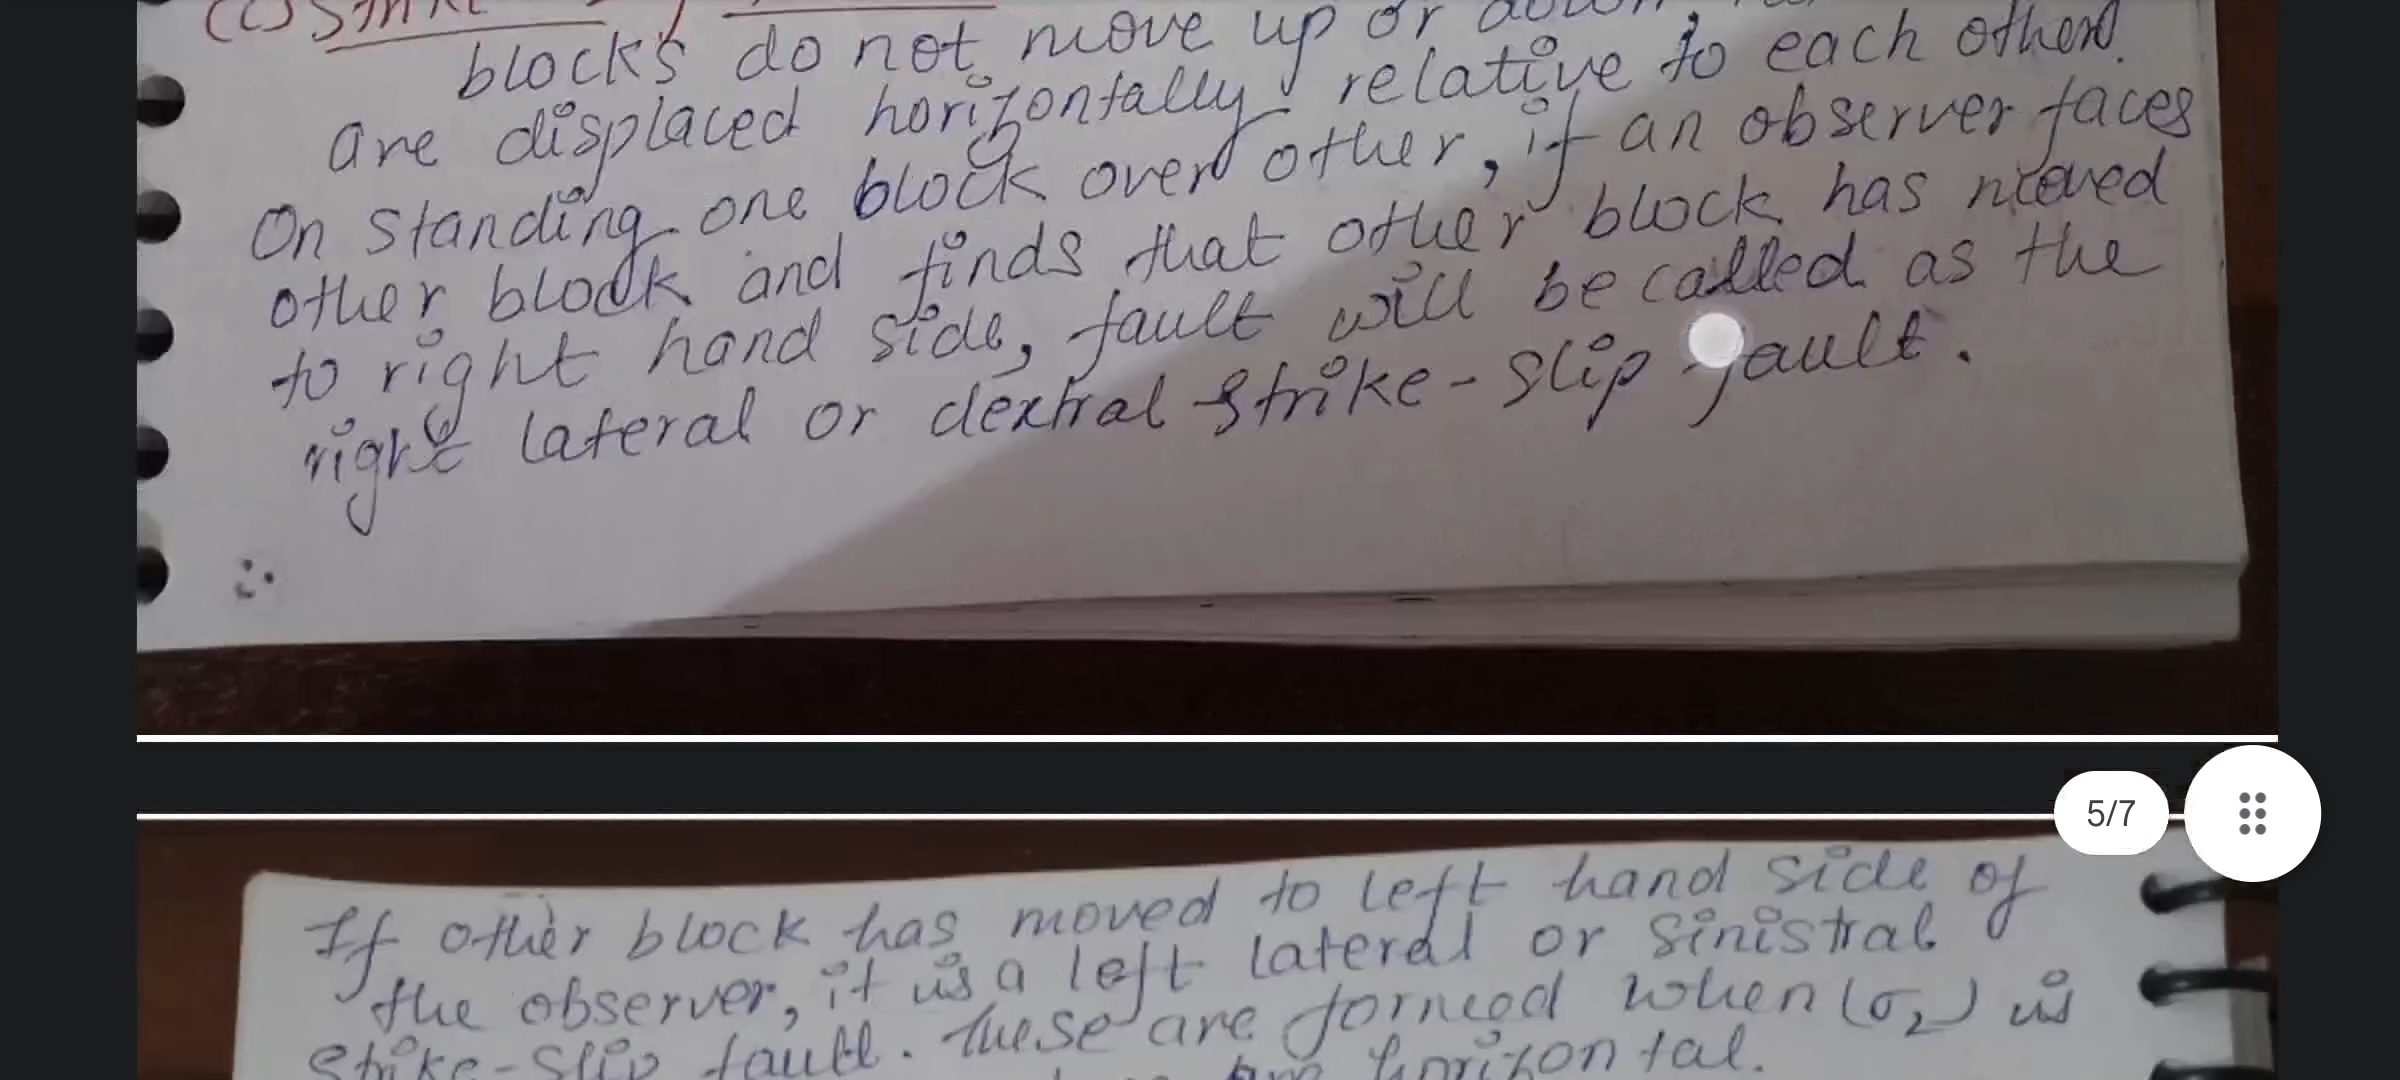 (c) Strike
blocks do not move up or down,
are displaced horizontally relative to each other.
On standing one block over other, if an observer faces
other block and finds that other block has moved
to right hand side, fault will be called as the
right lateral or dextral strike-slip fault.
5/7
If other block has moved to left hand side of
the observer, it is a left lateral or sinistral
strike-slip fault. These are formed when (σ2) is
horizontal.